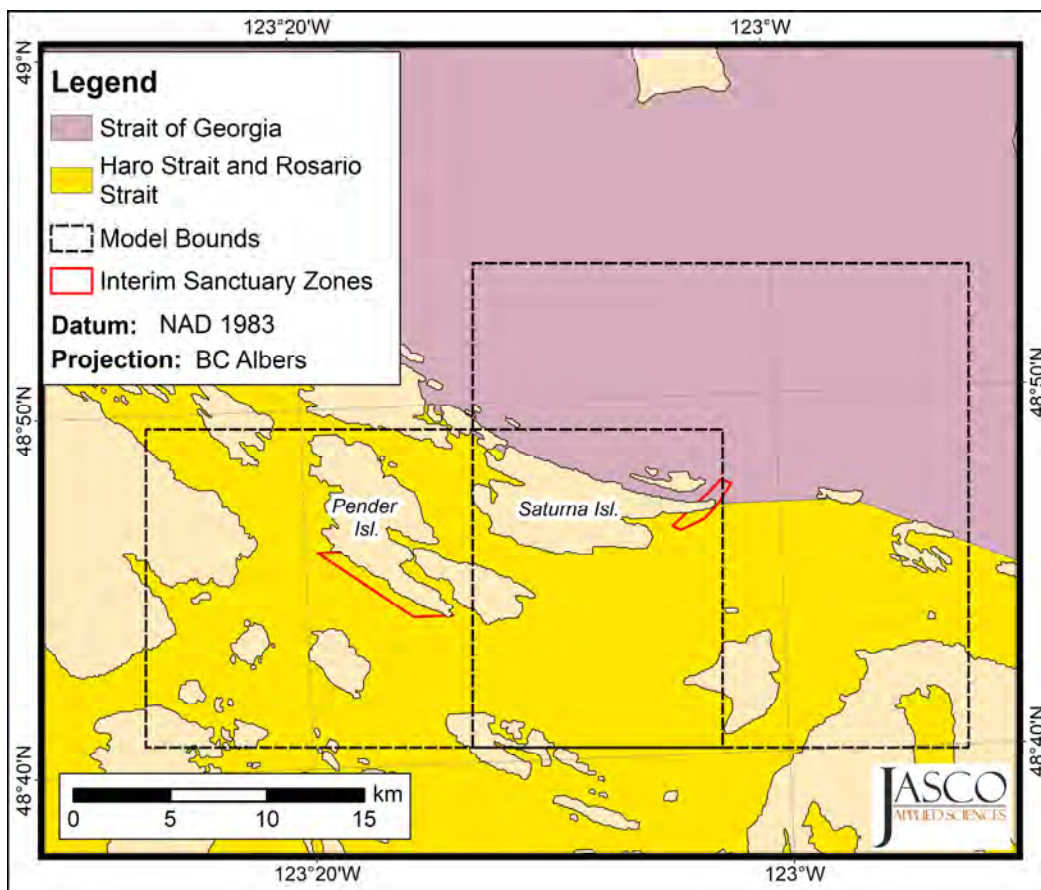 123°20'W
123°W
49°N
Legend
Strait of Georgia
Haro Strait and Rosario
Strait
Model Bounds
Interim Sanctuary Zones
Datum: NAD 1983
Projection: BC Albers
48°50'N
48°50'N
Pender
Isl.
Saturna Isl.
48°40'N
48°40'N
km
0 5 10 15
JASCO
APPLIED SCIENCES
123°20'W
123°W